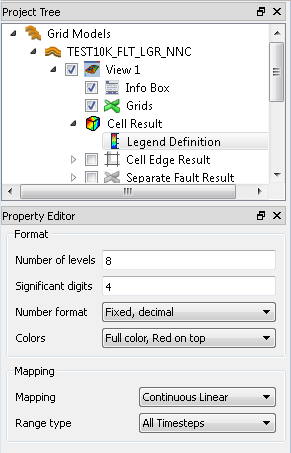 Project Tree
Grid Models
TEST10K_FLT_LGR_NNC
View 1
Info Box
Grids
Cell Result
Legend Definition
Cell Edge Result
Separate Fault Result
Property Editor
Format
Number of levels 8
Significant digits 4
Number format Fixed, decimal
Colors Full color, Red on top
Mapping
Mapping Continuous Linear
Range type All Timesteps